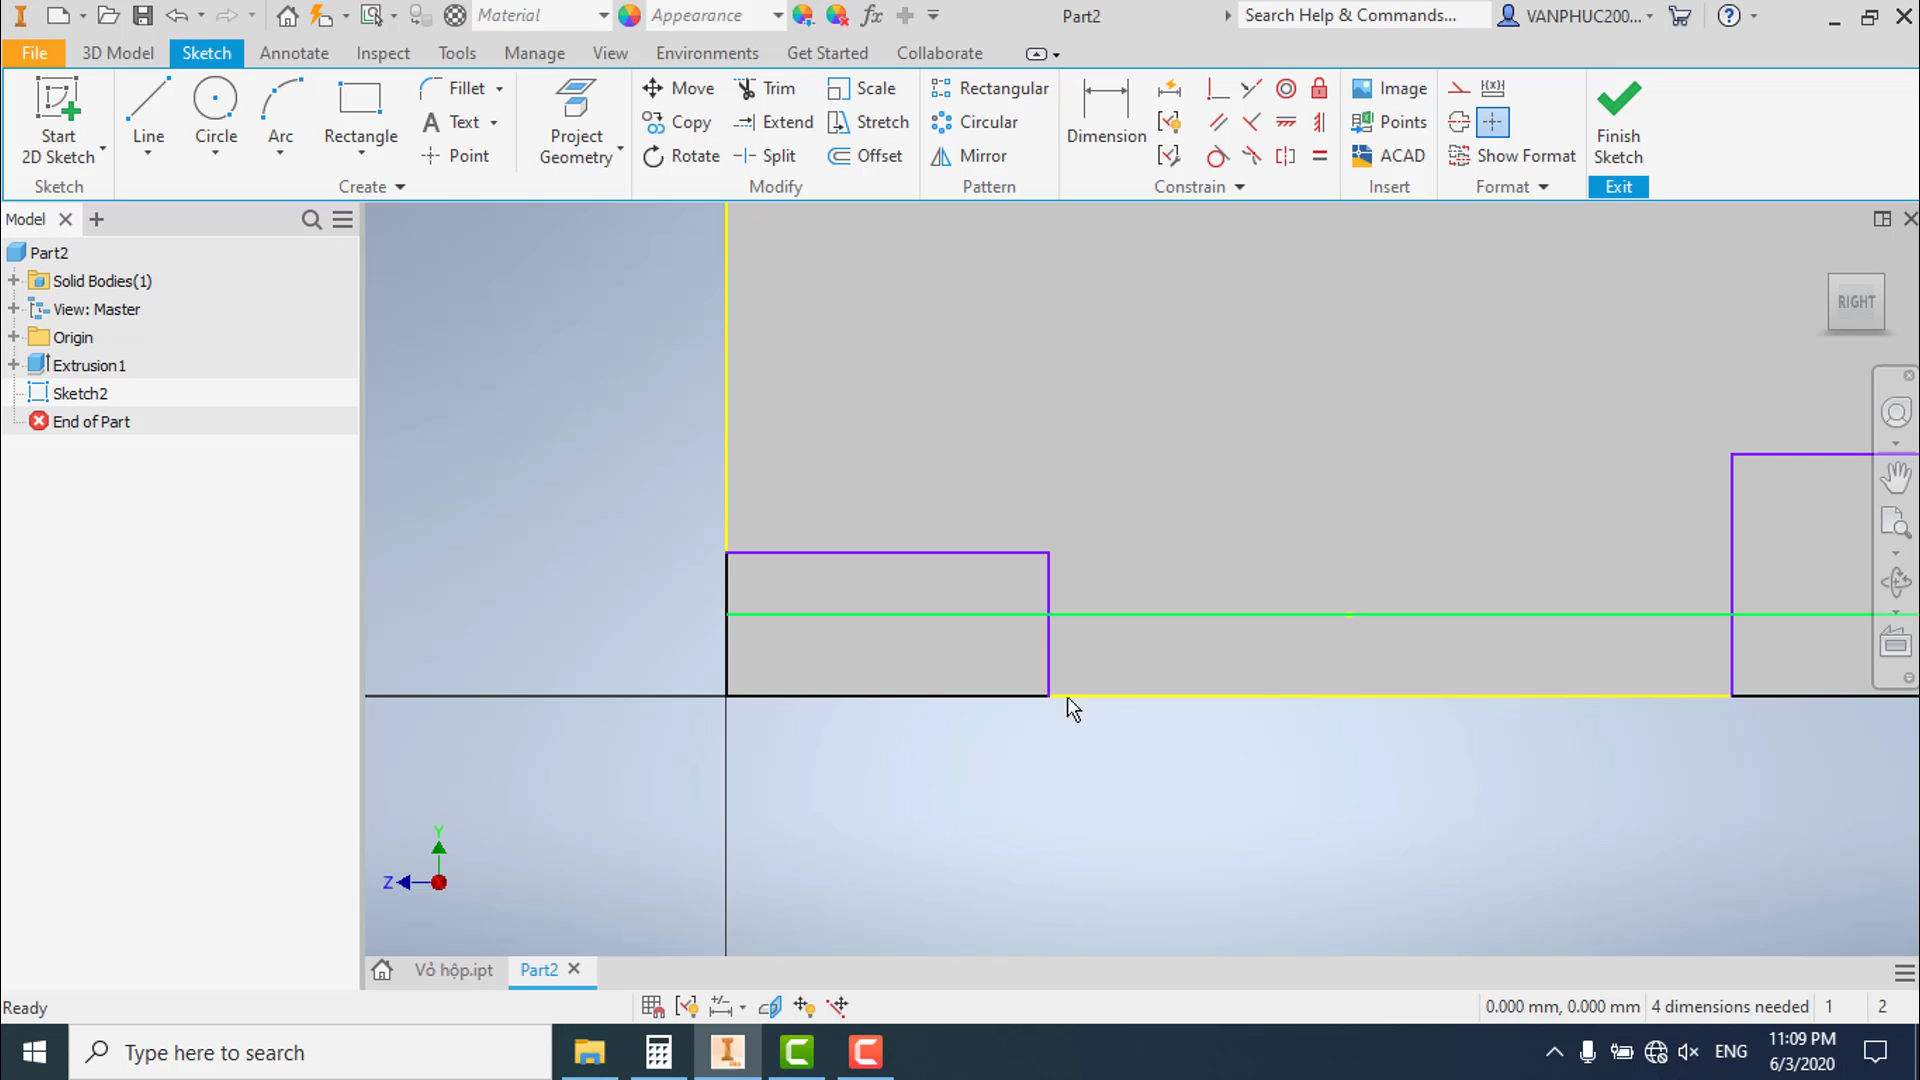 Material
Appearance
Part2
Search Help & Commands...
VANPHUC200...
File
3D Model
Sketch
Annotate
Inspect
Tools
Manage
View
Environments
Get Started
Collaborate
Start
2D Sketch
Line
Circle
Arc
Rectangle
Fillet
Text
Point
Project
Geometry
Move
Copy
Rotate
Trim
Extend
Split
Scale
Stretch
Offset
Rectangular
Circular
Mirror
Dimension
Image
Points
ACAD
Show Format
Finish
Sketch
Sketch
Create
Modify
Pattern
Constrain
Insert
Format
Exit
Model
Part2
Solid Bodies(1)
View: Master
Origin
Extrusion1
Sketch2
End of Part
RIGHT
Y
Z
Vỏ hộp.ipt
Part2
Ready
0.000 mm, 0.000 mm
4 dimensions needed
1
2
Type here to search
ENG
11:09 PM
6/3/2020